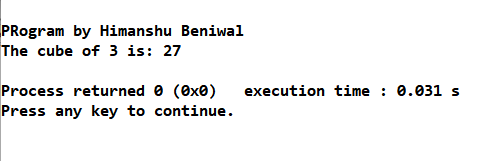 PRogram by Himanshu Beniwal
The cube of 3 is: 27
Process returned 0 (0x0)   execution time : 0.031 s
Press any key to continue.